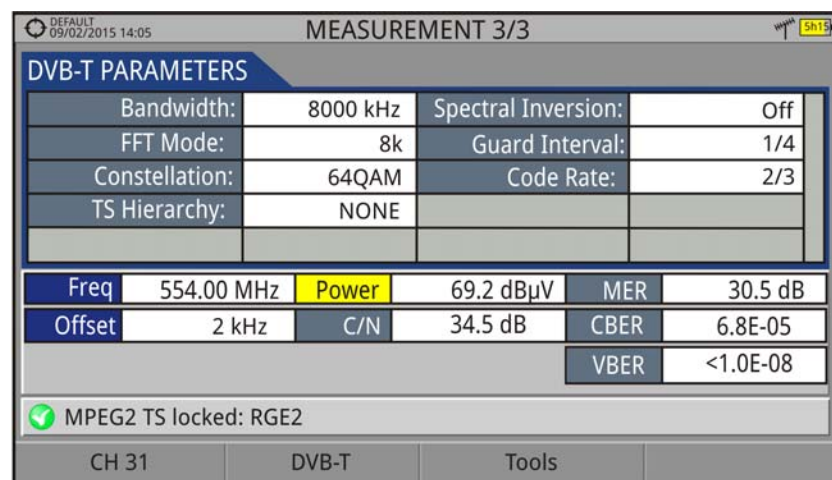 DEFAULT
09/02/2015 14:05
MEASUREMENT 3/3
5h15
DVB-T PARAMETERS
Bandwidth: 8000 kHz Spectral Inversion: Off
FFT Mode: 8k Guard Interval: 1/4
Constellation: 64QAM Code Rate: 2/3
TS Hierarchy: NONE
Freq 554.00 MHz Power 69.2 dBµV MER 30.5 dB
Offset 2 kHz C/N 34.5 dB CBER 6.8E-05
VBER <1.0E-08
MPEG2 TS locked: RGE2
CH 31 DVB-T Tools